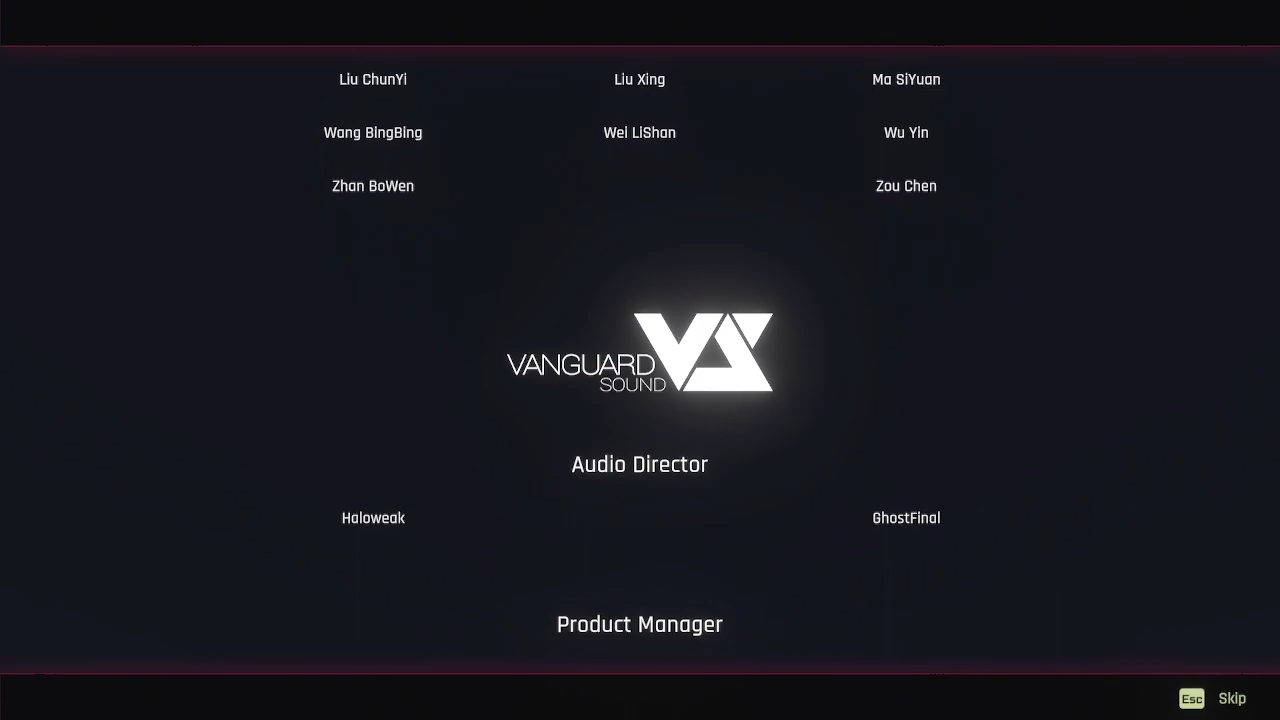 Liu ChunYi Liu Xing Ma SiYuan
Wang BingBing Wei LiShan Wu Yin
Zhan BoWen Zou Chen
VANGUARD
SOUND
VS
Audio Director
Haloweak GhostFinal
Product Manager
Esc Skip